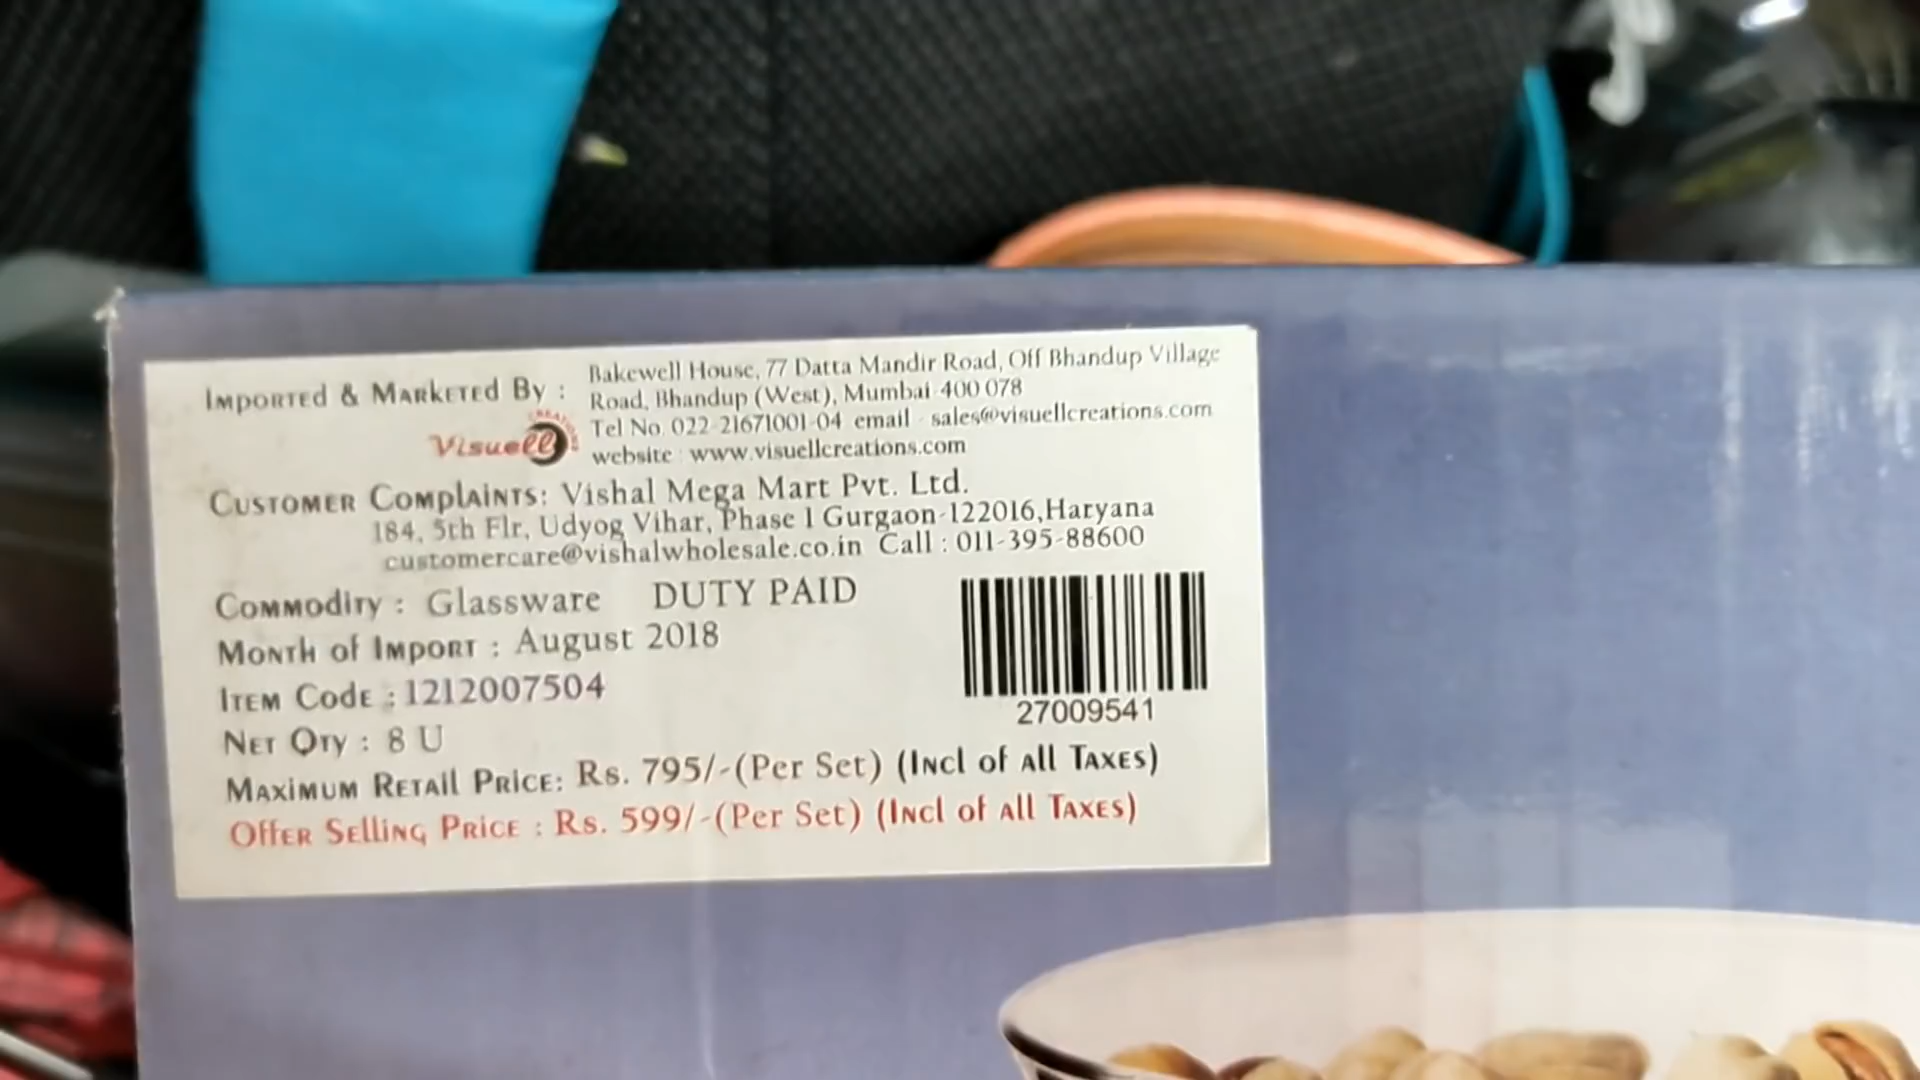 Imported & Marketed By :
Bakewell House, 77 Datta Mandir Road, Off Bhandup Village
Road, Bhandup (West), Mumbai-400 078
Tel No. 022-21671001-04 email - sales@visuellcreations.com
website : www.visuellcreations.com
Visuell CREATIONS
Customer Complaints: Vishal Mega Mart Pvt. Ltd.
184, 5th Flr, Udyog Vihar, Phase 1 Gurgaon-122016,Haryana
customercare@vishalwholesale.co.in Call : 011-395-88600
Commodity : Glassware DUTY PAID
Month of Import : August 2018
Item Code : 1212007504
27009541
Net Qty : 8 U
Maximum Retail Price: Rs. 795/-(Per Set) (Incl of all Taxes)
Offer Selling Price : Rs. 599/-(Per Set) (Incl of all Taxes)